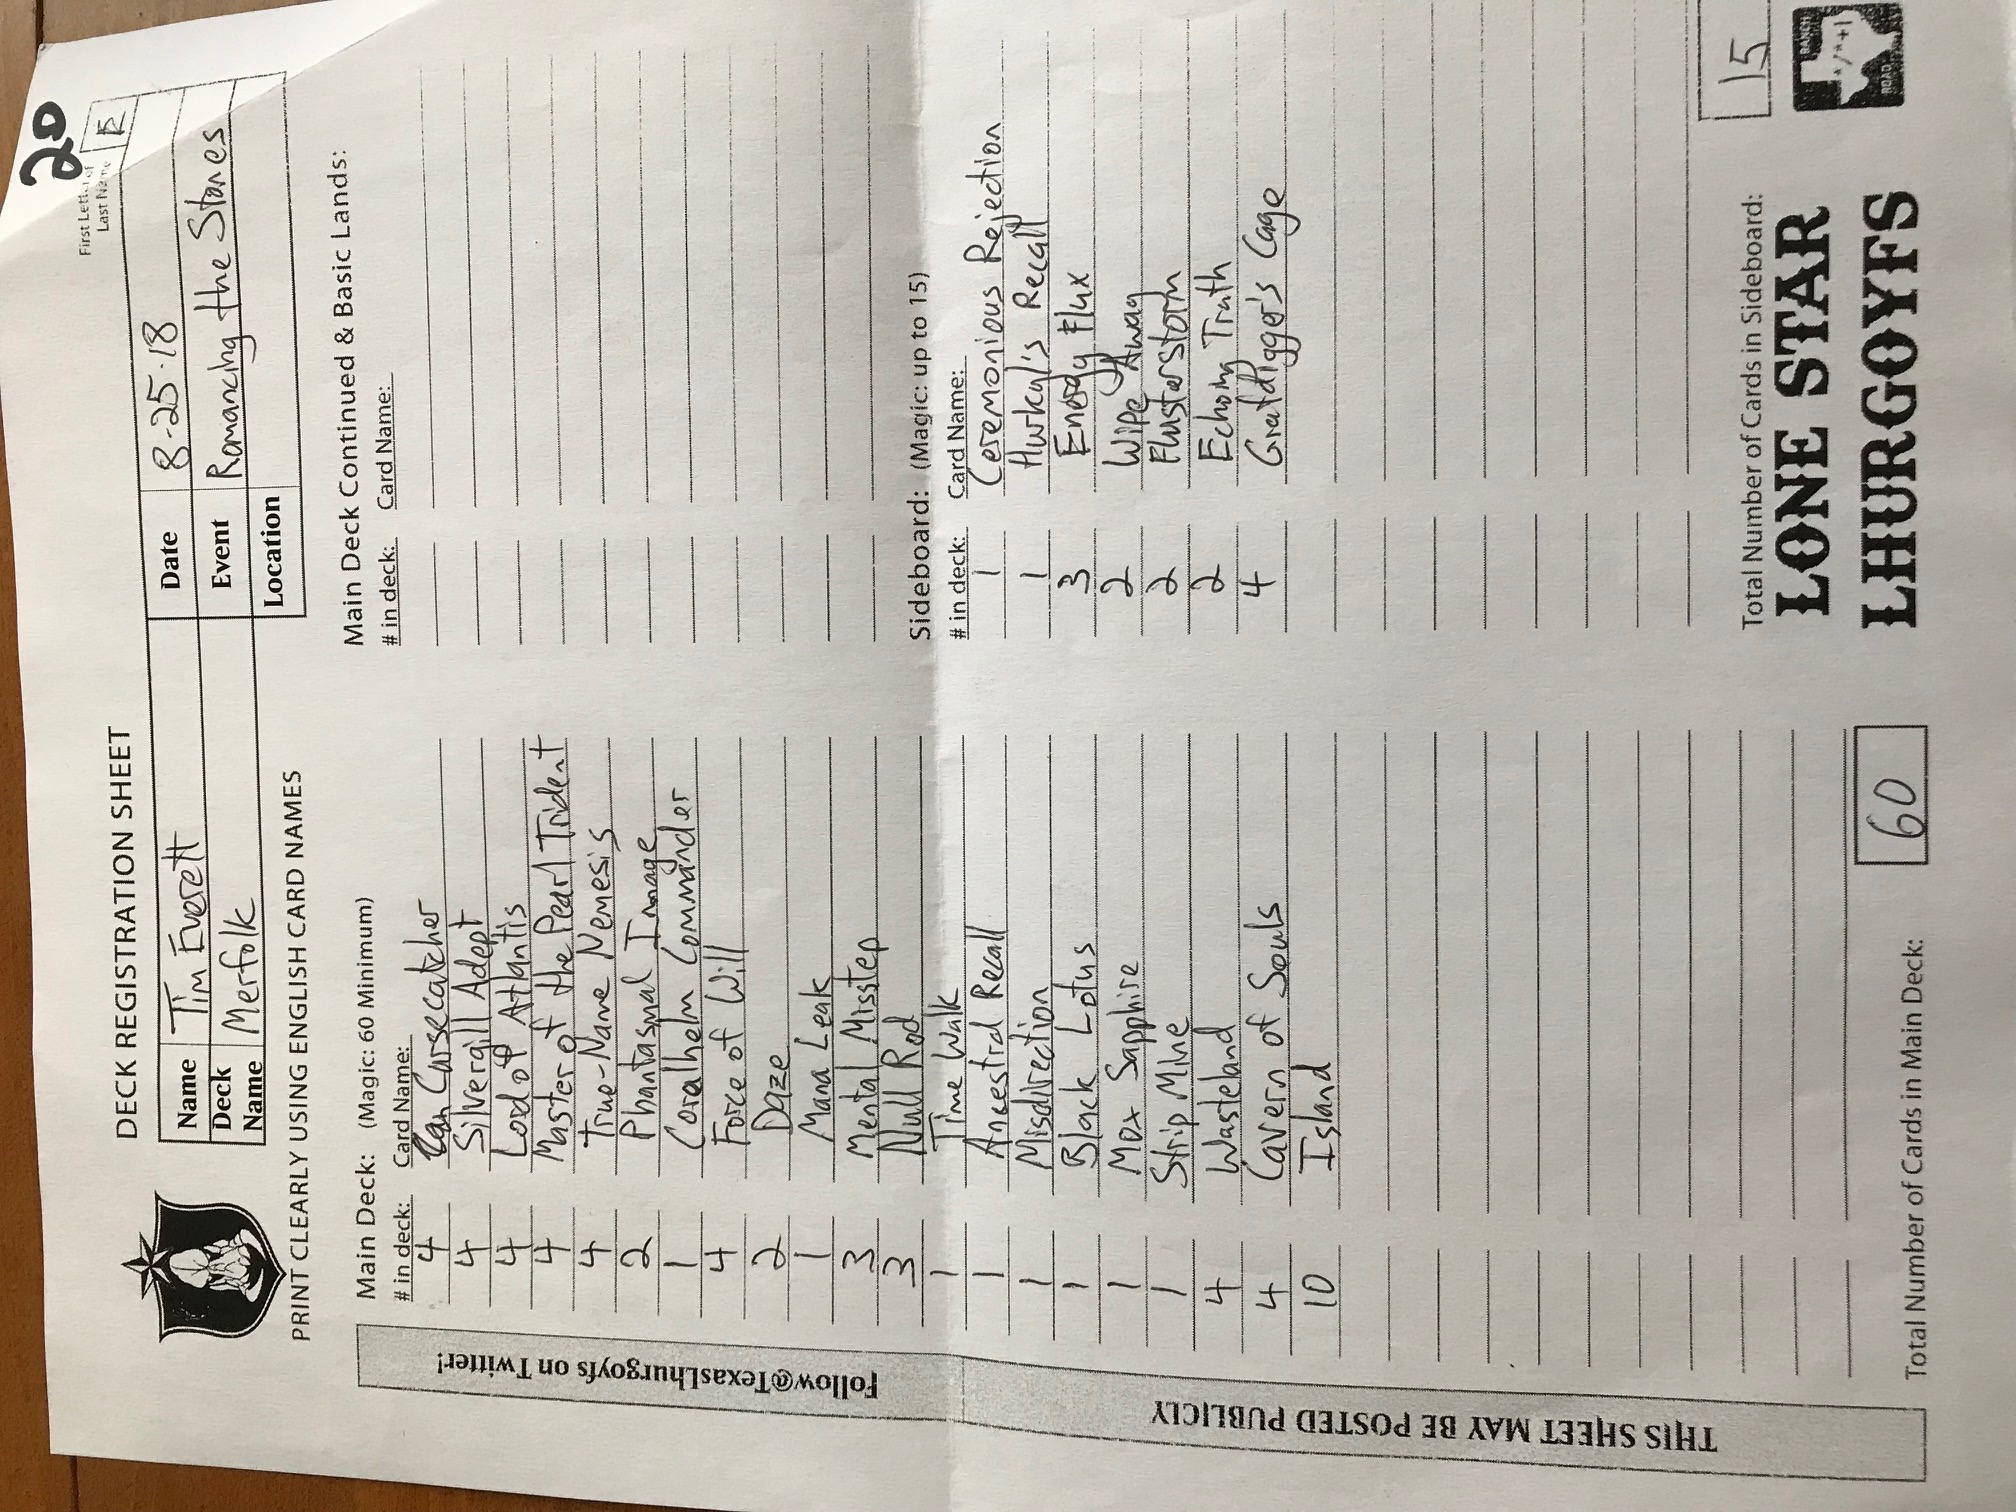 20
First Letter of
Last Name
E
DECK REGISTRATION SHEET
Name Tim Everett
Date 8-25-18
Deck Name Merfolk
Event Romancing the Stones
Location
PRINT CLEARLY USING ENGLISH CARD NAMES
Follow@TexasLhurgoyfs on Twitter!
THIS SHEET MAY BE POSTED PUBLICLY
Main Deck: (Magic: 60 Minimum)
# in deck: Card Name:
4 Cursecatcher
4 Silvergill Adept
4 Lord of Atlantis
4 Master of the Pearl Trident
4 True-Name Nemesis
2 Phantasmal Image
1 Coralhelm Commander
4 Force of Will
2 Daze
1 Mana Leak
3 Mental Misstep
3 Null Rod
1 Time Walk
1 Ancestral Recall
1 Misdirection
1 Black Lotus
1 Mox Sapphire
1 Strip Mine
4 Wasteland
4 Cavern of Souls
10 Island
Total Number of Cards in Main Deck: 60
Main Deck Continued & Basic Lands:
# in deck: Card Name:
Sideboard: (Magic: up to 15)
# in deck: Card Name:
1 Ceremonious Rejection
1 Hurkyl's Recall
3 Energy Flux
2 Wipe Away
2 Flusterstorm
2 Echoing Truth
4 Grafdigger's Cage
Total Number of Cards in Sideboard: 15
LONE STAR
LHURGOYFS
RANCH
*/*+1
ROAD